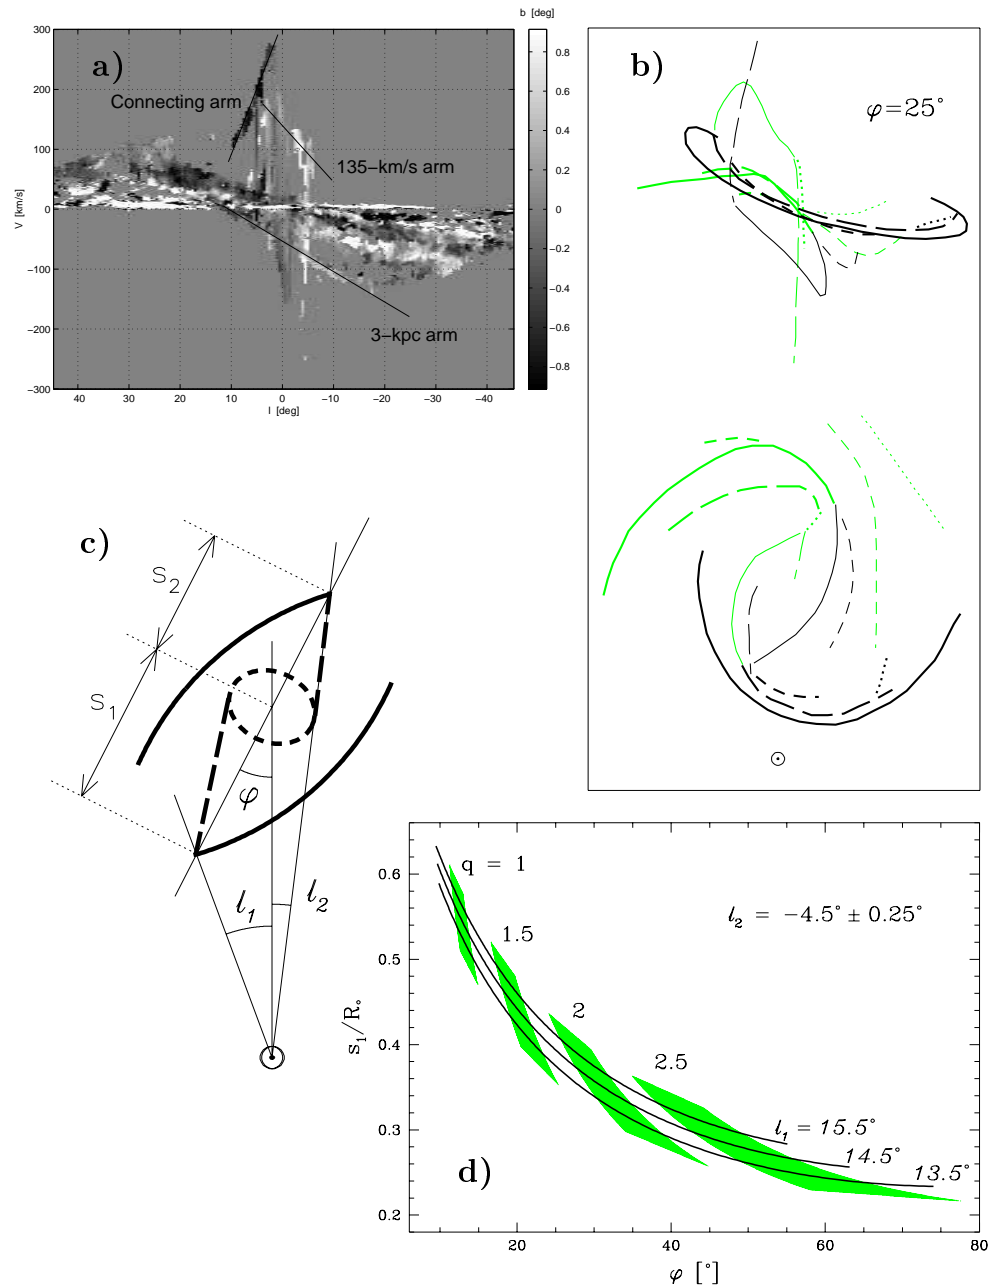 b [deg]
a)
300
200
100
0
−100
−200
−300
V [km/s]
40 30 20 10 0 −10 −20 −30 −40
l [deg]
Connecting arm
135−km/s arm
3−kpc arm
0.8
0.6
0.4
0.2
0
−0.2
−0.4
−0.6
−0.8
b)
φ=25°
c)
S₂
S₁
φ
l₁
l₂
q = 1
1.5
2
2.5
l₂ = −4.5° ± 0.25°
l₁ = 15.5°
14.5°
13.5°
d)
0.6
0.5
0.4
0.3
0.2
s₁/R₀
20 40 60 80
φ [°]